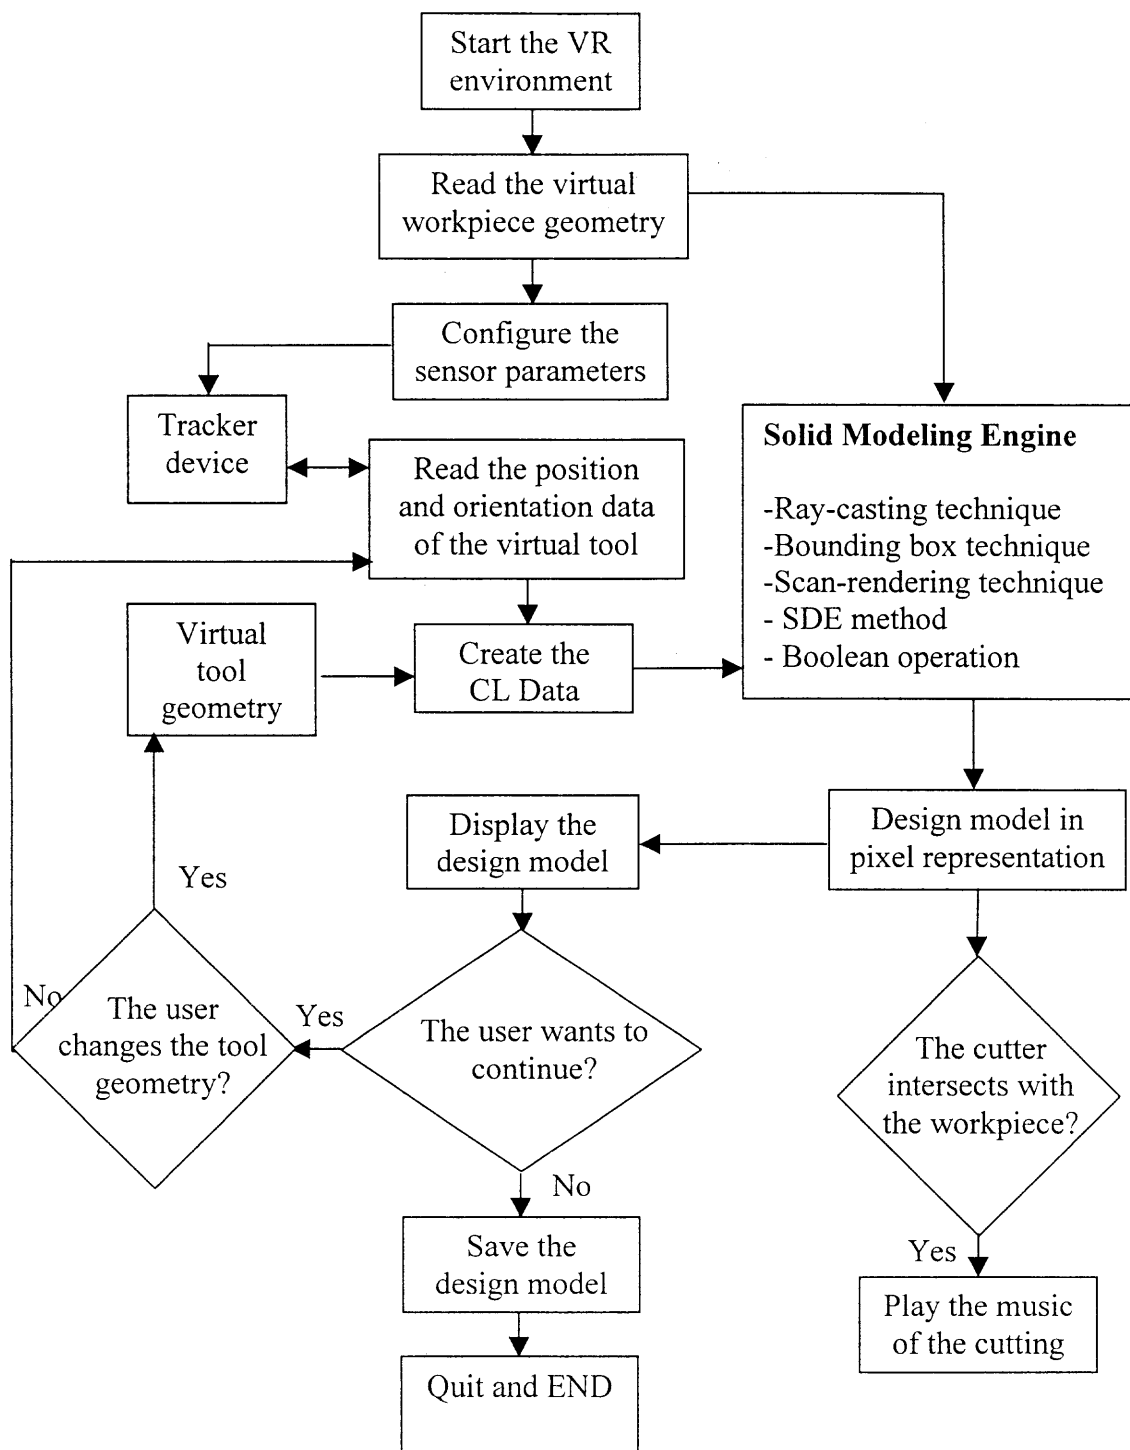 Start the VR
environment
Read the virtual
workpiece geometry
Configure the
sensor parameters
Tracker
device
Read the position
and orientation data
of the virtual tool
Solid Modeling Engine
-Ray-casting technique
-Bounding box technique
-Scan-rendering technique
- SDE method
- Boolean operation
Virtual
tool
geometry
Create the
CL Data
Display the
design model
Design model in
pixel representation
Yes
No
The user
changes the tool
geometry?
Yes
The user wants to
continue?
The cutter
intersects with
the workpiece?
No
Save the
design model
Yes
Play the music
of the cutting
Quit and END